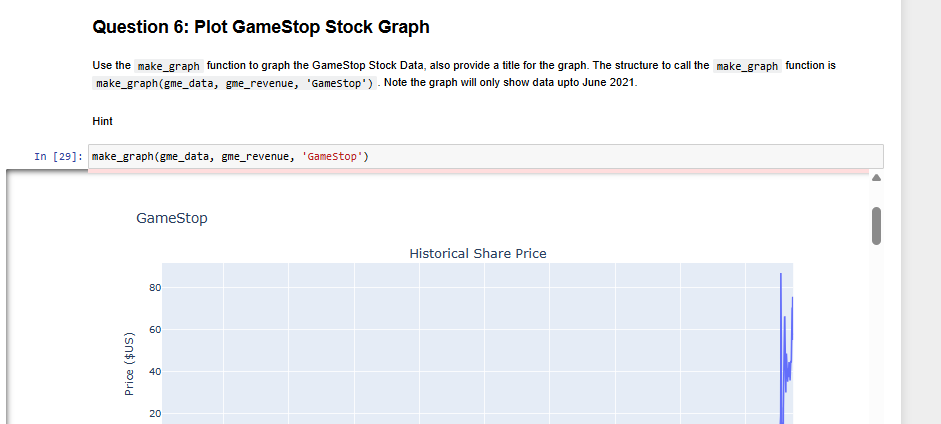 Question 6: Plot GameStop Stock Graph
Use the make_graph function to graph the GameStop Stock Data, also provide a title for the graph. The structure to call the make_graph function is
make_graph(gme_data, gme_revenue, 'GameStop') . Note the graph will only show data upto June 2021.
Hint
In [29]: make_graph(gme_data, gme_revenue, 'GameStop')
GameStop
Historical Share Price
80
60
40
20
Price ($US)